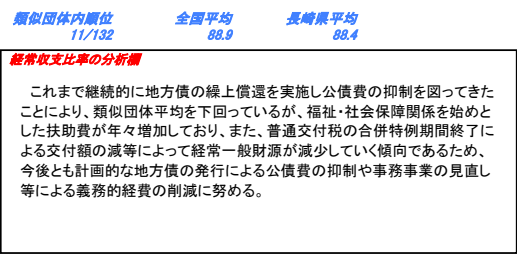 類似団体内順位 全国平均 長崎県平均
11/132 88.9 88.4
経常収支比率の分析欄
これまで継続的に地方債の繰上償還を実施し公債費の抑制を図ってきた
ことにより、類似団体平均を下回っているが、福祉・社会保障関係を始めと
した扶助費が年々増加しており、また、普通交付税の合併特例期間終了に
よる交付額の減等によって経常一般財源が減少していく傾向であるため、
今後とも計画的な地方債の発行による公債費の抑制や事務事業の見直し
等による義務的経費の削減に努める。